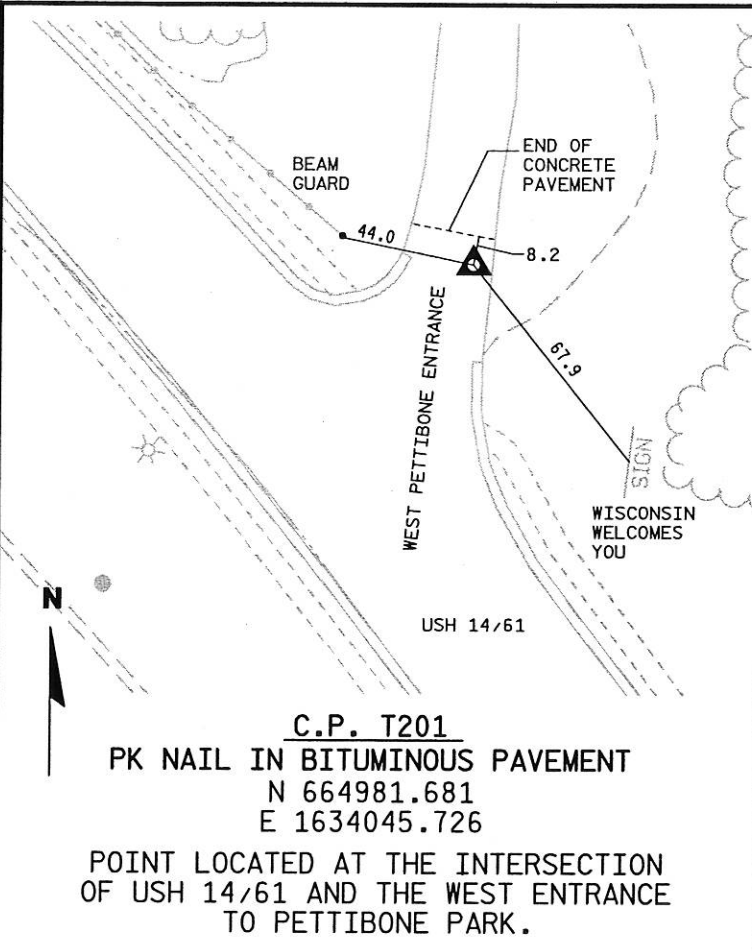 BEAM
GUARD
END OF
CONCRETE
PAVEMENT
44.0
8.2
67.9
WEST PETTIBONE ENTRANCE
SIGN
WISCONSIN
WELCOMES
YOU
USH 14/61
N
C.P. T201
PK NAIL IN BITUMINOUS PAVEMENT
N 664981.681
E 1634045.726
POINT LOCATED AT THE INTERSECTION
OF USH 14/61 AND THE WEST ENTRANCE
TO PETTIBONE PARK.